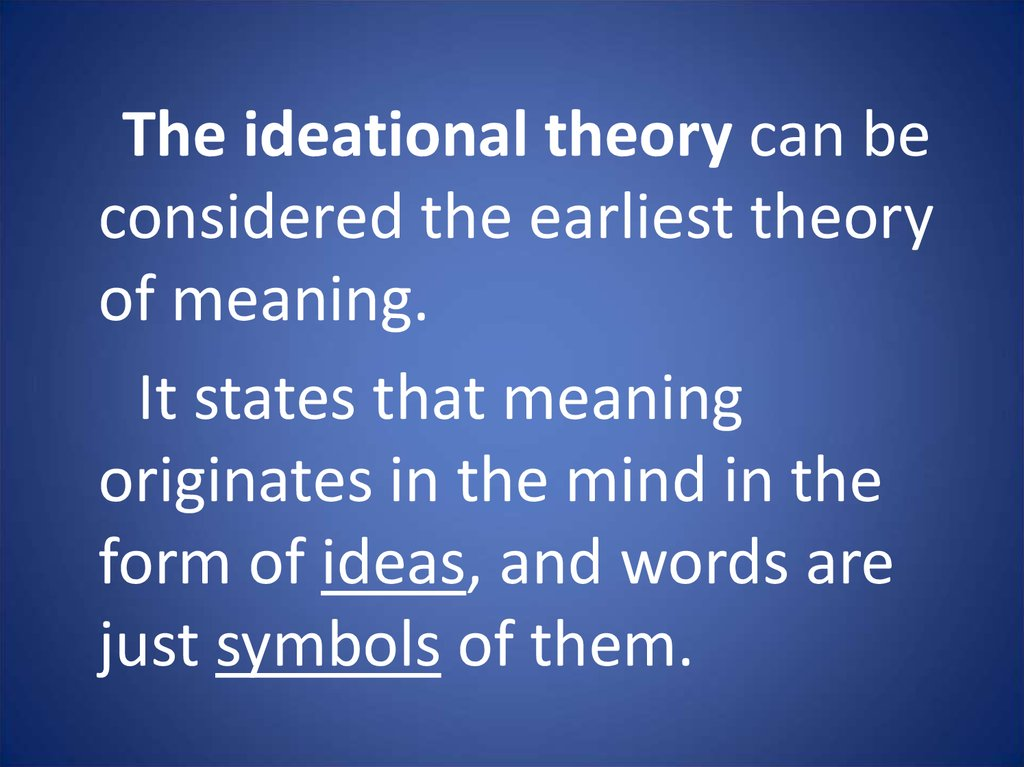 The ideational theory can be
considered the earliest theory
of meaning.
It states that meaning
originates in the mind in the
form of ideas, and words are
just symbols of them.